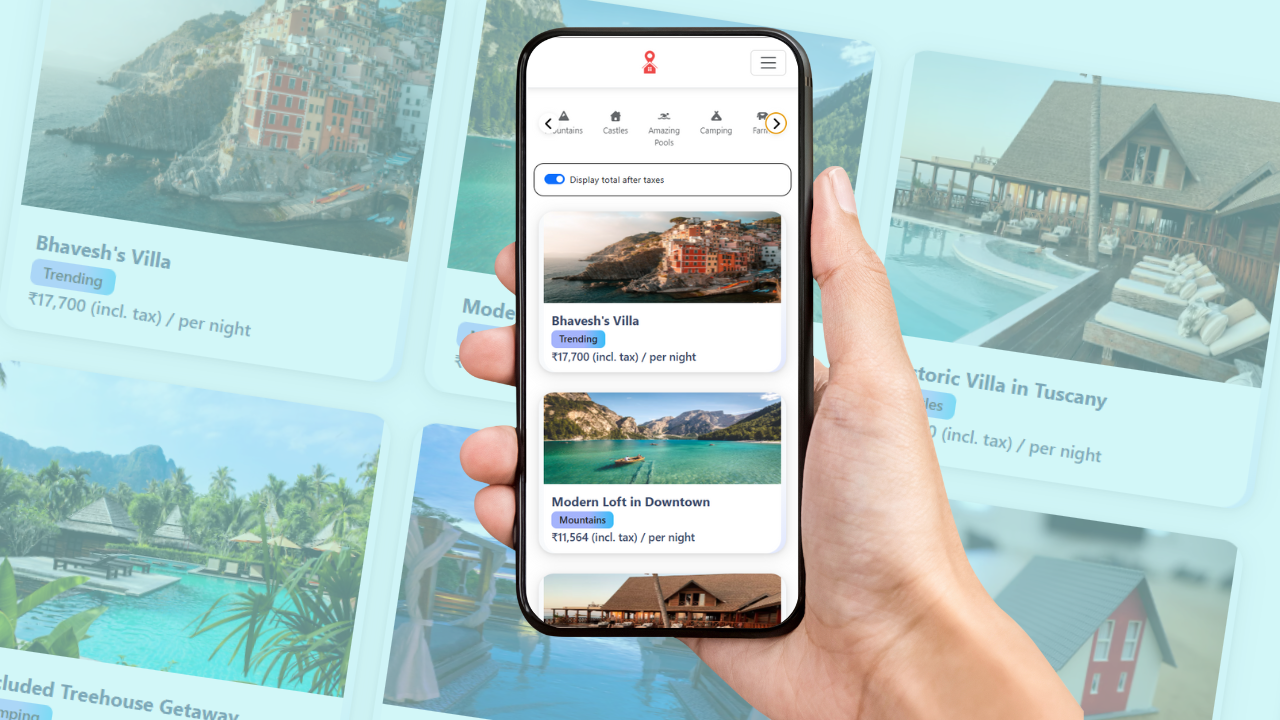 Bhavesh's Villa
Trending
₹17,700 (incl. tax) / per night
Mode
untains
Castles
Amazing
Pools
Camping
Farm
Display total after taxes
Bhavesh's Villa
Trending
₹17,700 (incl. tax) / per night
Modern Loft in Downtown
Mountains
₹11,564 (incl. tax) / per night
storic Villa in Tuscany
les
0 (incl. tax) / per night
cluded Treehouse Getaway
mping